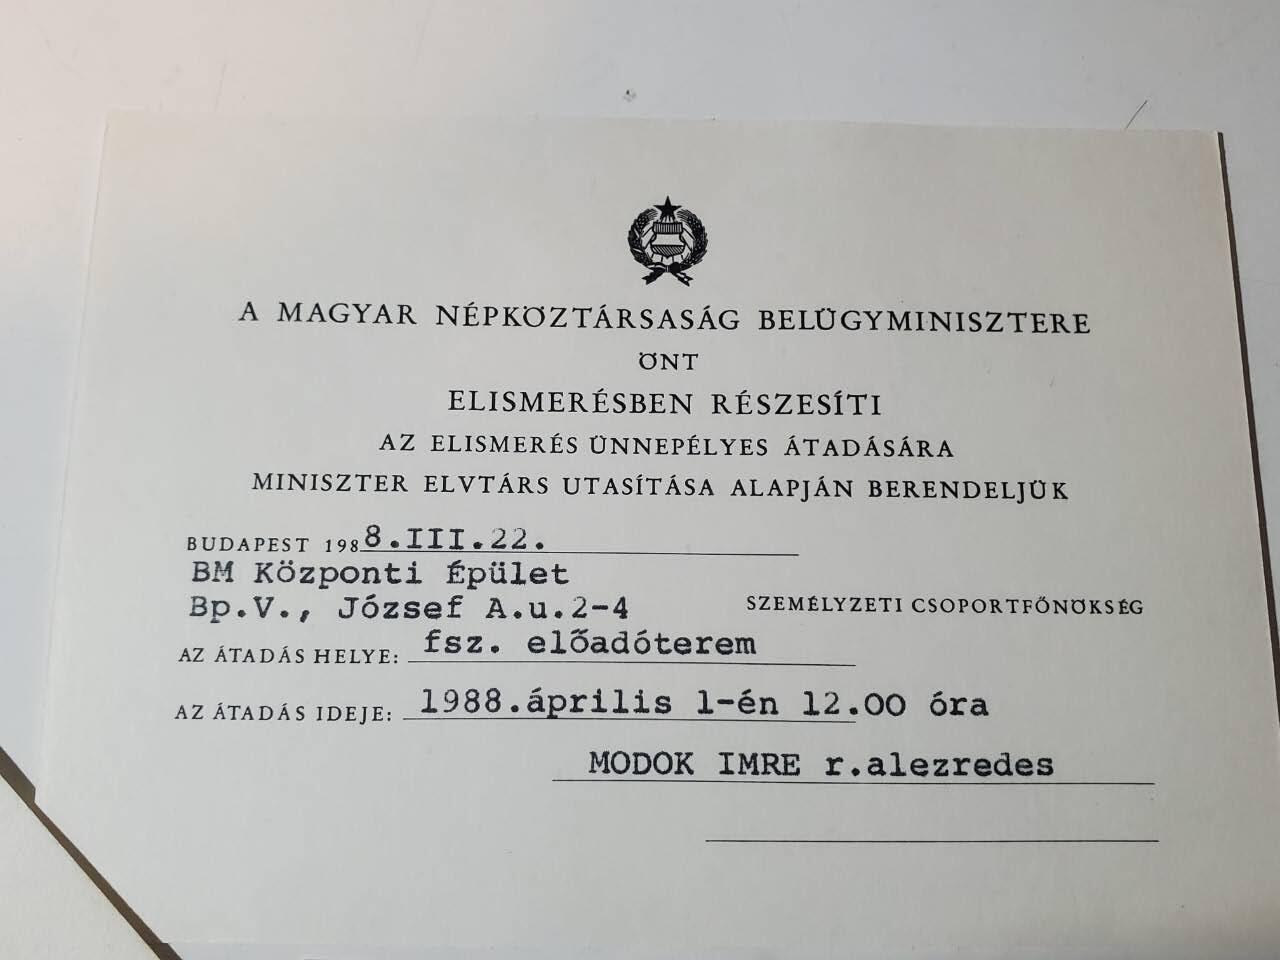 A MAGYAR NÉPKÖZTÁRSASÁG BELÜGYMINISZTERE
ÖNT
ELISMERÉSBEN RÉSZESÍTI
AZ ELISMERÉS ÜNNEPÉLYES ÁTADÁSÁRA
MINISZTER ELVTÁRS UTASÍTÁSA ALAPJÁN BERENDELJÜK
BUDAPEST 1988.III.22.
BM Központi Épület
Bp.V., József A.u.2-4
SZEMÉLYZETI CSOPORTFŐNÖKSÉG
AZ ÁTADÁS HELYE: fsz. előadóterem
AZ ÁTADÁS IDEJE: 1988.április 1-én 12.00 óra
MODOK IMRE r.alezredes